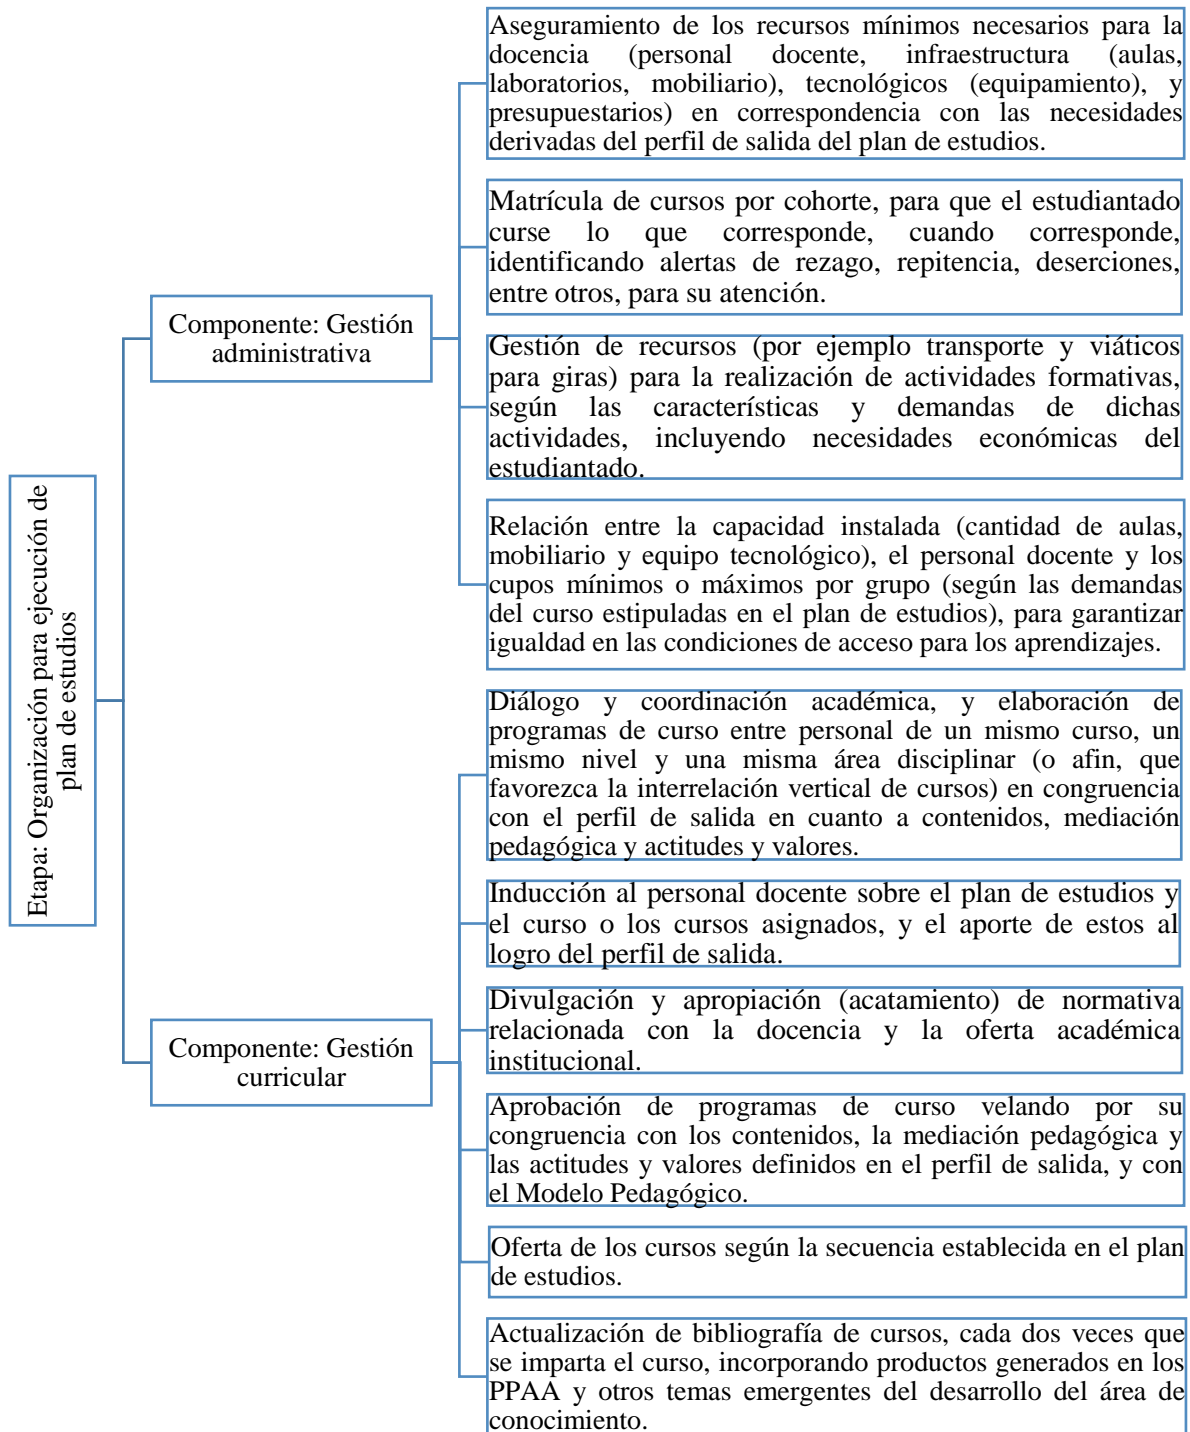 Etapa: Organización para ejecución de
plan de estudios
Componente: Gestión
administrativa
Aseguramiento de los recursos mínimos necesarios para la
docencia (personal docente, infraestructura (aulas,
laboratorios, mobiliario), tecnológicos (equipamiento), y
presupuestarios) en correspondencia con las necesidades
derivadas del perfil de salida del plan de estudios.
Matrícula de cursos por cohorte, para que el estudiantado
curse lo que corresponde, cuando corresponde,
identificando alertas de rezago, repitencia, deserciones,
entre otros, para su atención.
Gestión de recursos (por ejemplo transporte y viáticos
para giras) para la realización de actividades formativas,
según las características y demandas de dichas
actividades, incluyendo necesidades económicas del
estudiantado.
Relación entre la capacidad instalada (cantidad de aulas,
mobiliario y equipo tecnológico), el personal docente y los
cupos mínimos o máximos por grupo (según las demandas
del curso estipuladas en el plan de estudios), para garantizar
igualdad en las condiciones de acceso para los aprendizajes.
Componente: Gestión
curricular
Diálogo y coordinación académica, y elaboración de
programas de curso entre personal de un mismo curso, un
mismo nivel y una misma área disciplinar (o afin, que
favorezca la interrelación vertical de cursos) en congruencia
con el perfil de salida en cuanto a contenidos, mediación
pedagógica y actitudes y valores.
Inducción al personal docente sobre el plan de estudios y
el curso o los cursos asignados, y el aporte de estos al
logro del perfil de salida.
Divulgación y apropiación (acatamiento) de normativa
relacionada con la docencia y la oferta académica
institucional.
Aprobación de programas de curso velando por su
congruencia con los contenidos, la mediación pedagógica y
las actitudes y valores definidos en el perfil de salida, y con
el Modelo Pedagógico.
Oferta de los cursos según la secuencia establecida en el plan
de estudios.
Actualización de bibliografía de cursos, cada dos veces que
se imparta el curso, incorporando productos generados en los
PPAA y otros temas emergentes del desarrollo del área de
conocimiento.